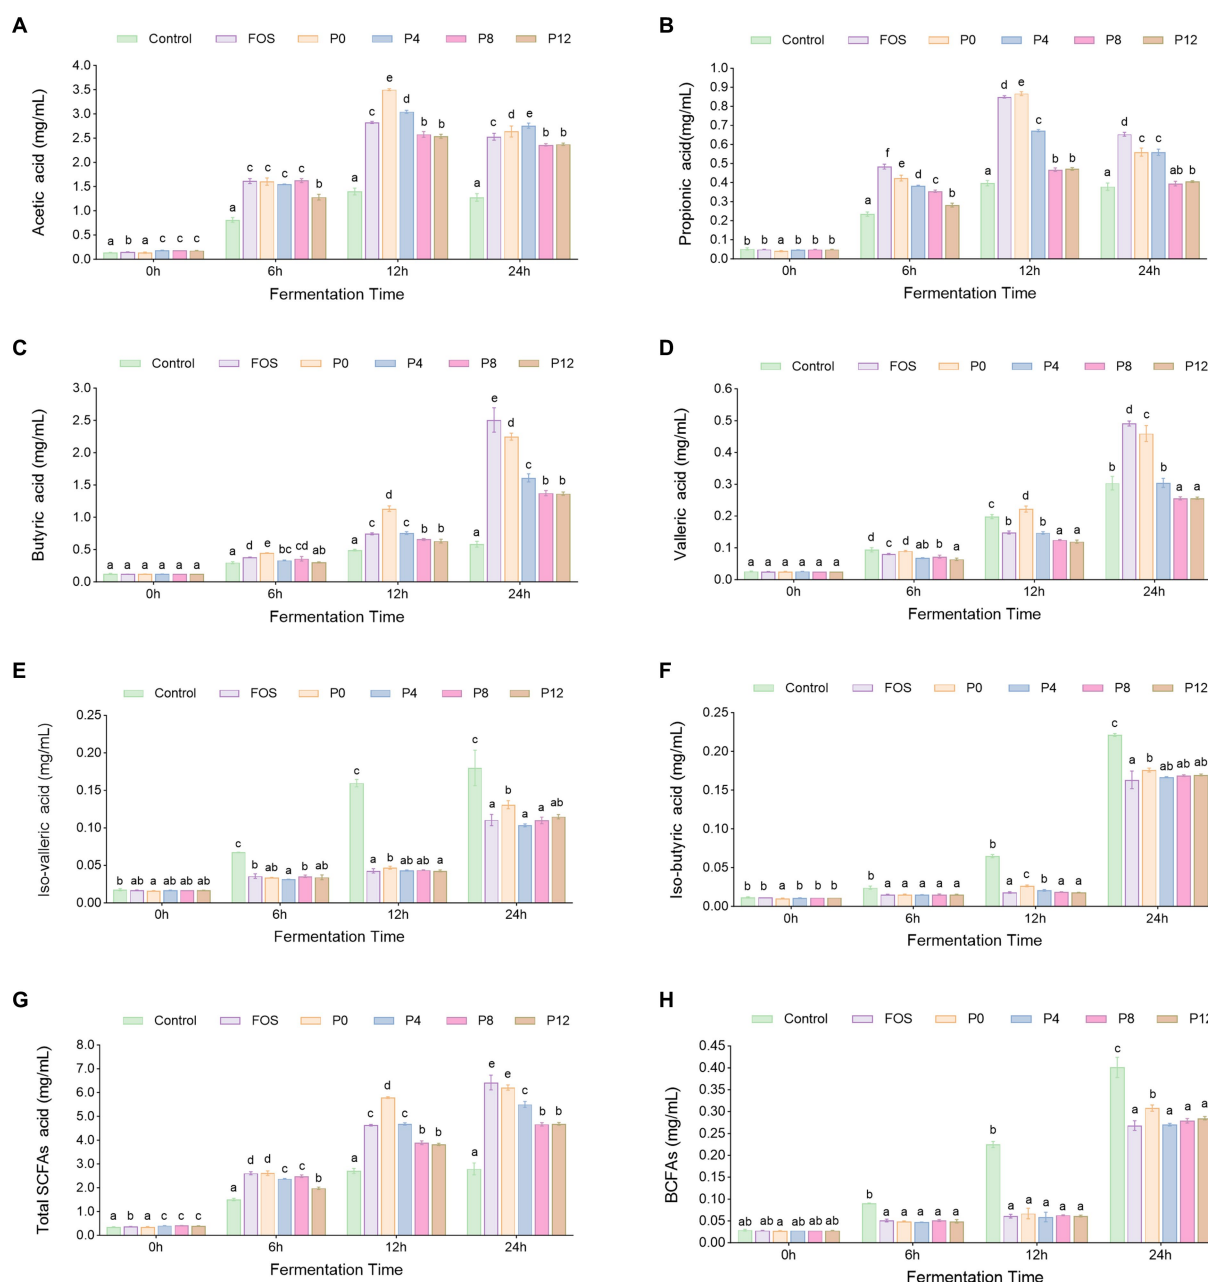 A
Control FOS P0 P4 P8 P12
Acetic acid (mg/mL)
4.0
3.5
3.0
2.5
2.0
1.5
1.0
0.5
0.0
a b a c c c
a c c c c b
a c e d b b
a c d e b b
0h 6h 12h 24h
Fermentation Time
B
Control FOS P0 P4 P8 P12
Propionic acid(mg/mL)
1.0
0.9
0.8
0.7
0.6
0.5
0.4
0.3
0.2
0.1
0.0
b b a b b b
a f e d c b
a d e c b b
a d c c ab b
0h 6h 12h 24h
Fermentation Time
C
Control FOS P0 P4 P8 P12
Butyric acid (mg/mL)
3.0
2.5
2.0
1.5
1.0
0.5
0.0
a a a a a a
a d e bc cd ab
a c d c b b
a e d c b b
0h 6h 12h 24h
Fermentation Time
D
Control FOS P0 P4 P8 P12
Valleric acid (mg/mL)
0.6
0.5
0.4
0.3
0.2
0.1
0.0
a a a a a a
d c d ab b a
c b d b a a
b d c b a a
0h 6h 12h 24h
Fermentation Time
E
Control FOS P0 P4 P8 P12
Iso-valleric acid (mg/mL)
0.25
0.20
0.15
0.10
0.05
0.00
b ab a ab ab ab
c b ab a b ab
c a b ab ab a
c a b a a ab
0h 6h 12h 24h
Fermentation Time
F
Control FOS P0 P4 P8 P12
Iso-butyric acid (mg/mL)
0.25
0.20
0.15
0.10
0.05
0.00
b b a b b b
b a a a a a
b a c b a a
c a b ab ab ab
0h 6h 12h 24h
Fermentation Time
G
Control FOS P0 P4 P8 P12
Total SCFAs acid (mg/mL)
8.0
7.0
6.0
5.0
4.0
3.0
2.0
1.0
0.0
a b a c c c
a d d c c b
a c d c b b
a e e c b b
0h 6h 12h 24h
Fermentation Time
H
Control FOS P0 P4 P8 P12
BCFAs (mg/mL)
0.45
0.40
0.35
0.30
0.25
0.20
0.15
0.10
0.05
0.00
ab ab a ab ab ab
b a a a a a
b a a a a a
c a b a a a
0h 6h 12h 24h
Fermentation Time